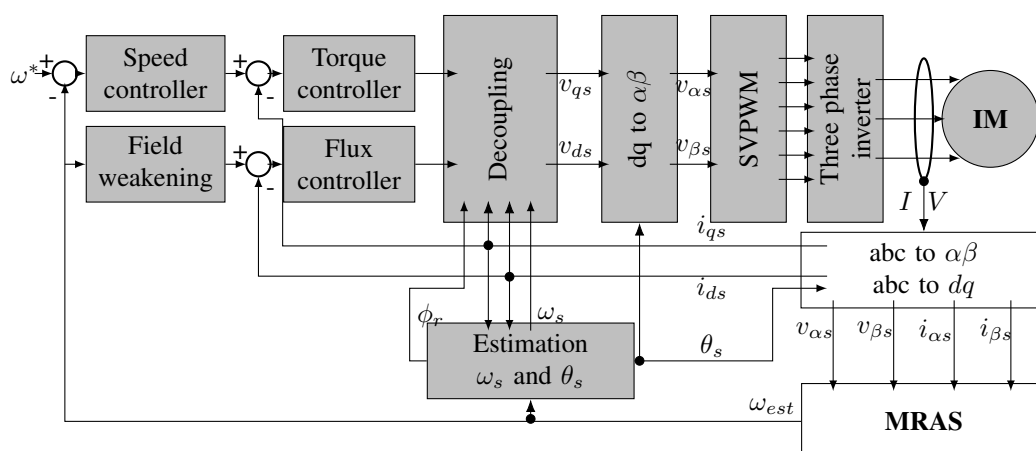 ω*
+
-
Speed
controller
+
-
Torque
controller
Field
weakening
+
-
Flux
controller
Decoupling
v_qs
v_ds
dq to αβ
v_αs
v_βs
SVPWM
Three phase
inverter
IM
I
V
i_qs
i_ds
abc to αβ
abc to dq
ϕ_r
ω_s
Estimation
ω_s and θ_s
θ_s
v_αs
v_βs
i_αs
i_βs
ω_est
MRAS